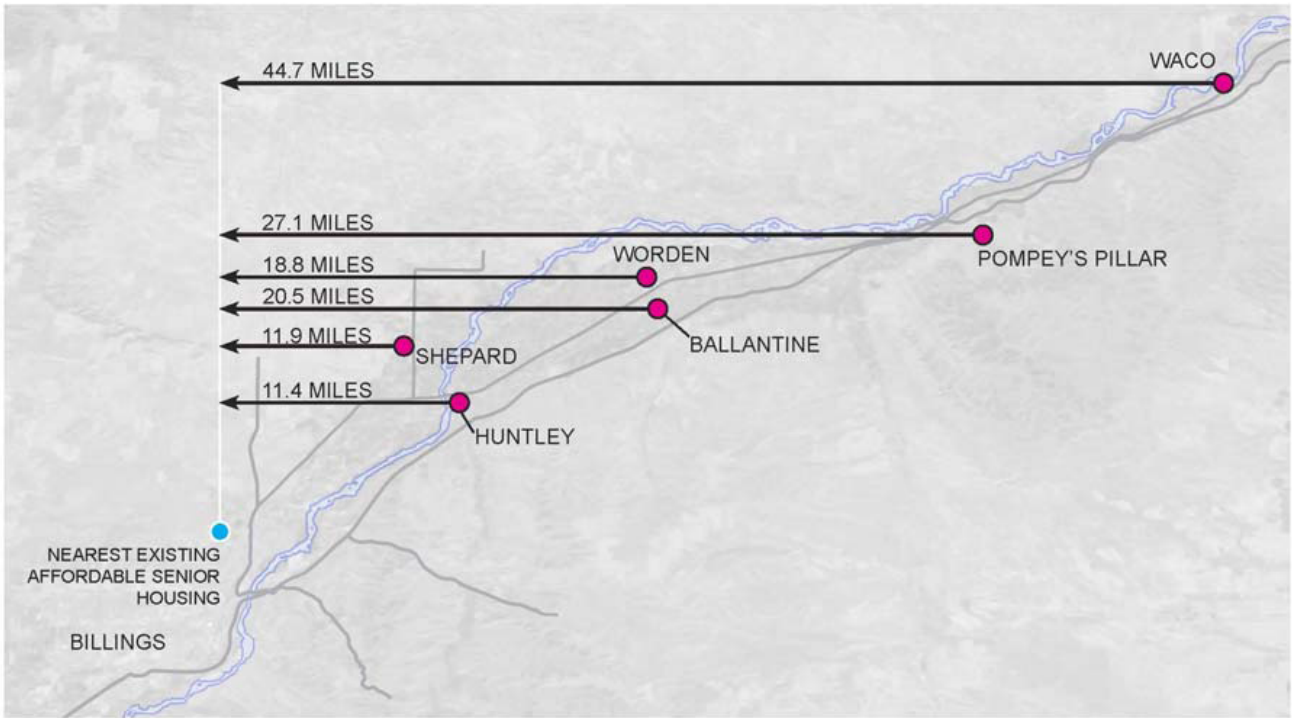 WACO
44.7 MILES
27.1 MILES
POMPEY'S PILLAR
WORDEN
18.8 MILES
20.5 MILES
BALLANTINE
11.9 MILES
SHEPARD
11.4 MILES
HUNTLEY
NEAREST EXISTING
AFFORDABLE SENIOR
HOUSING
BILLINGS